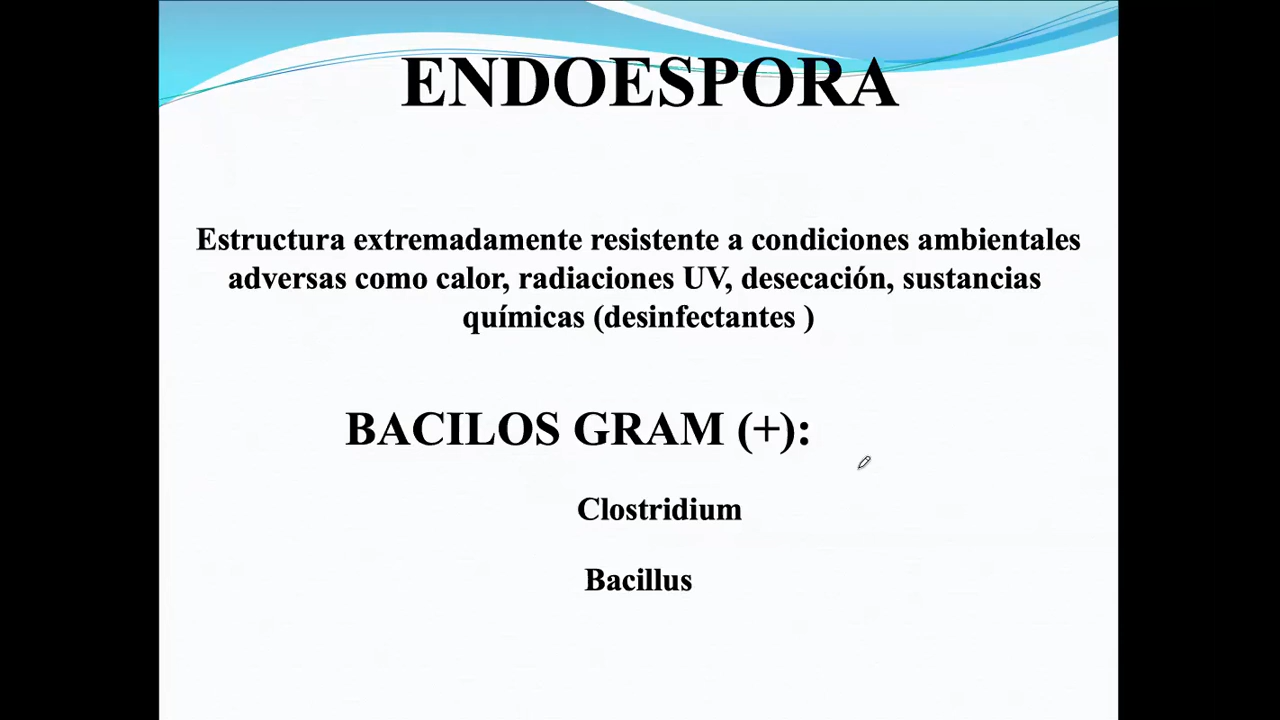 ENDOESPORA
Estructura extremadamente resistente a condiciones ambientales
adversas como calor, radiaciones UV, desecación, sustancias
químicas (desinfectantes )
BACILOS GRAM (+):
Clostridium
Bacillus